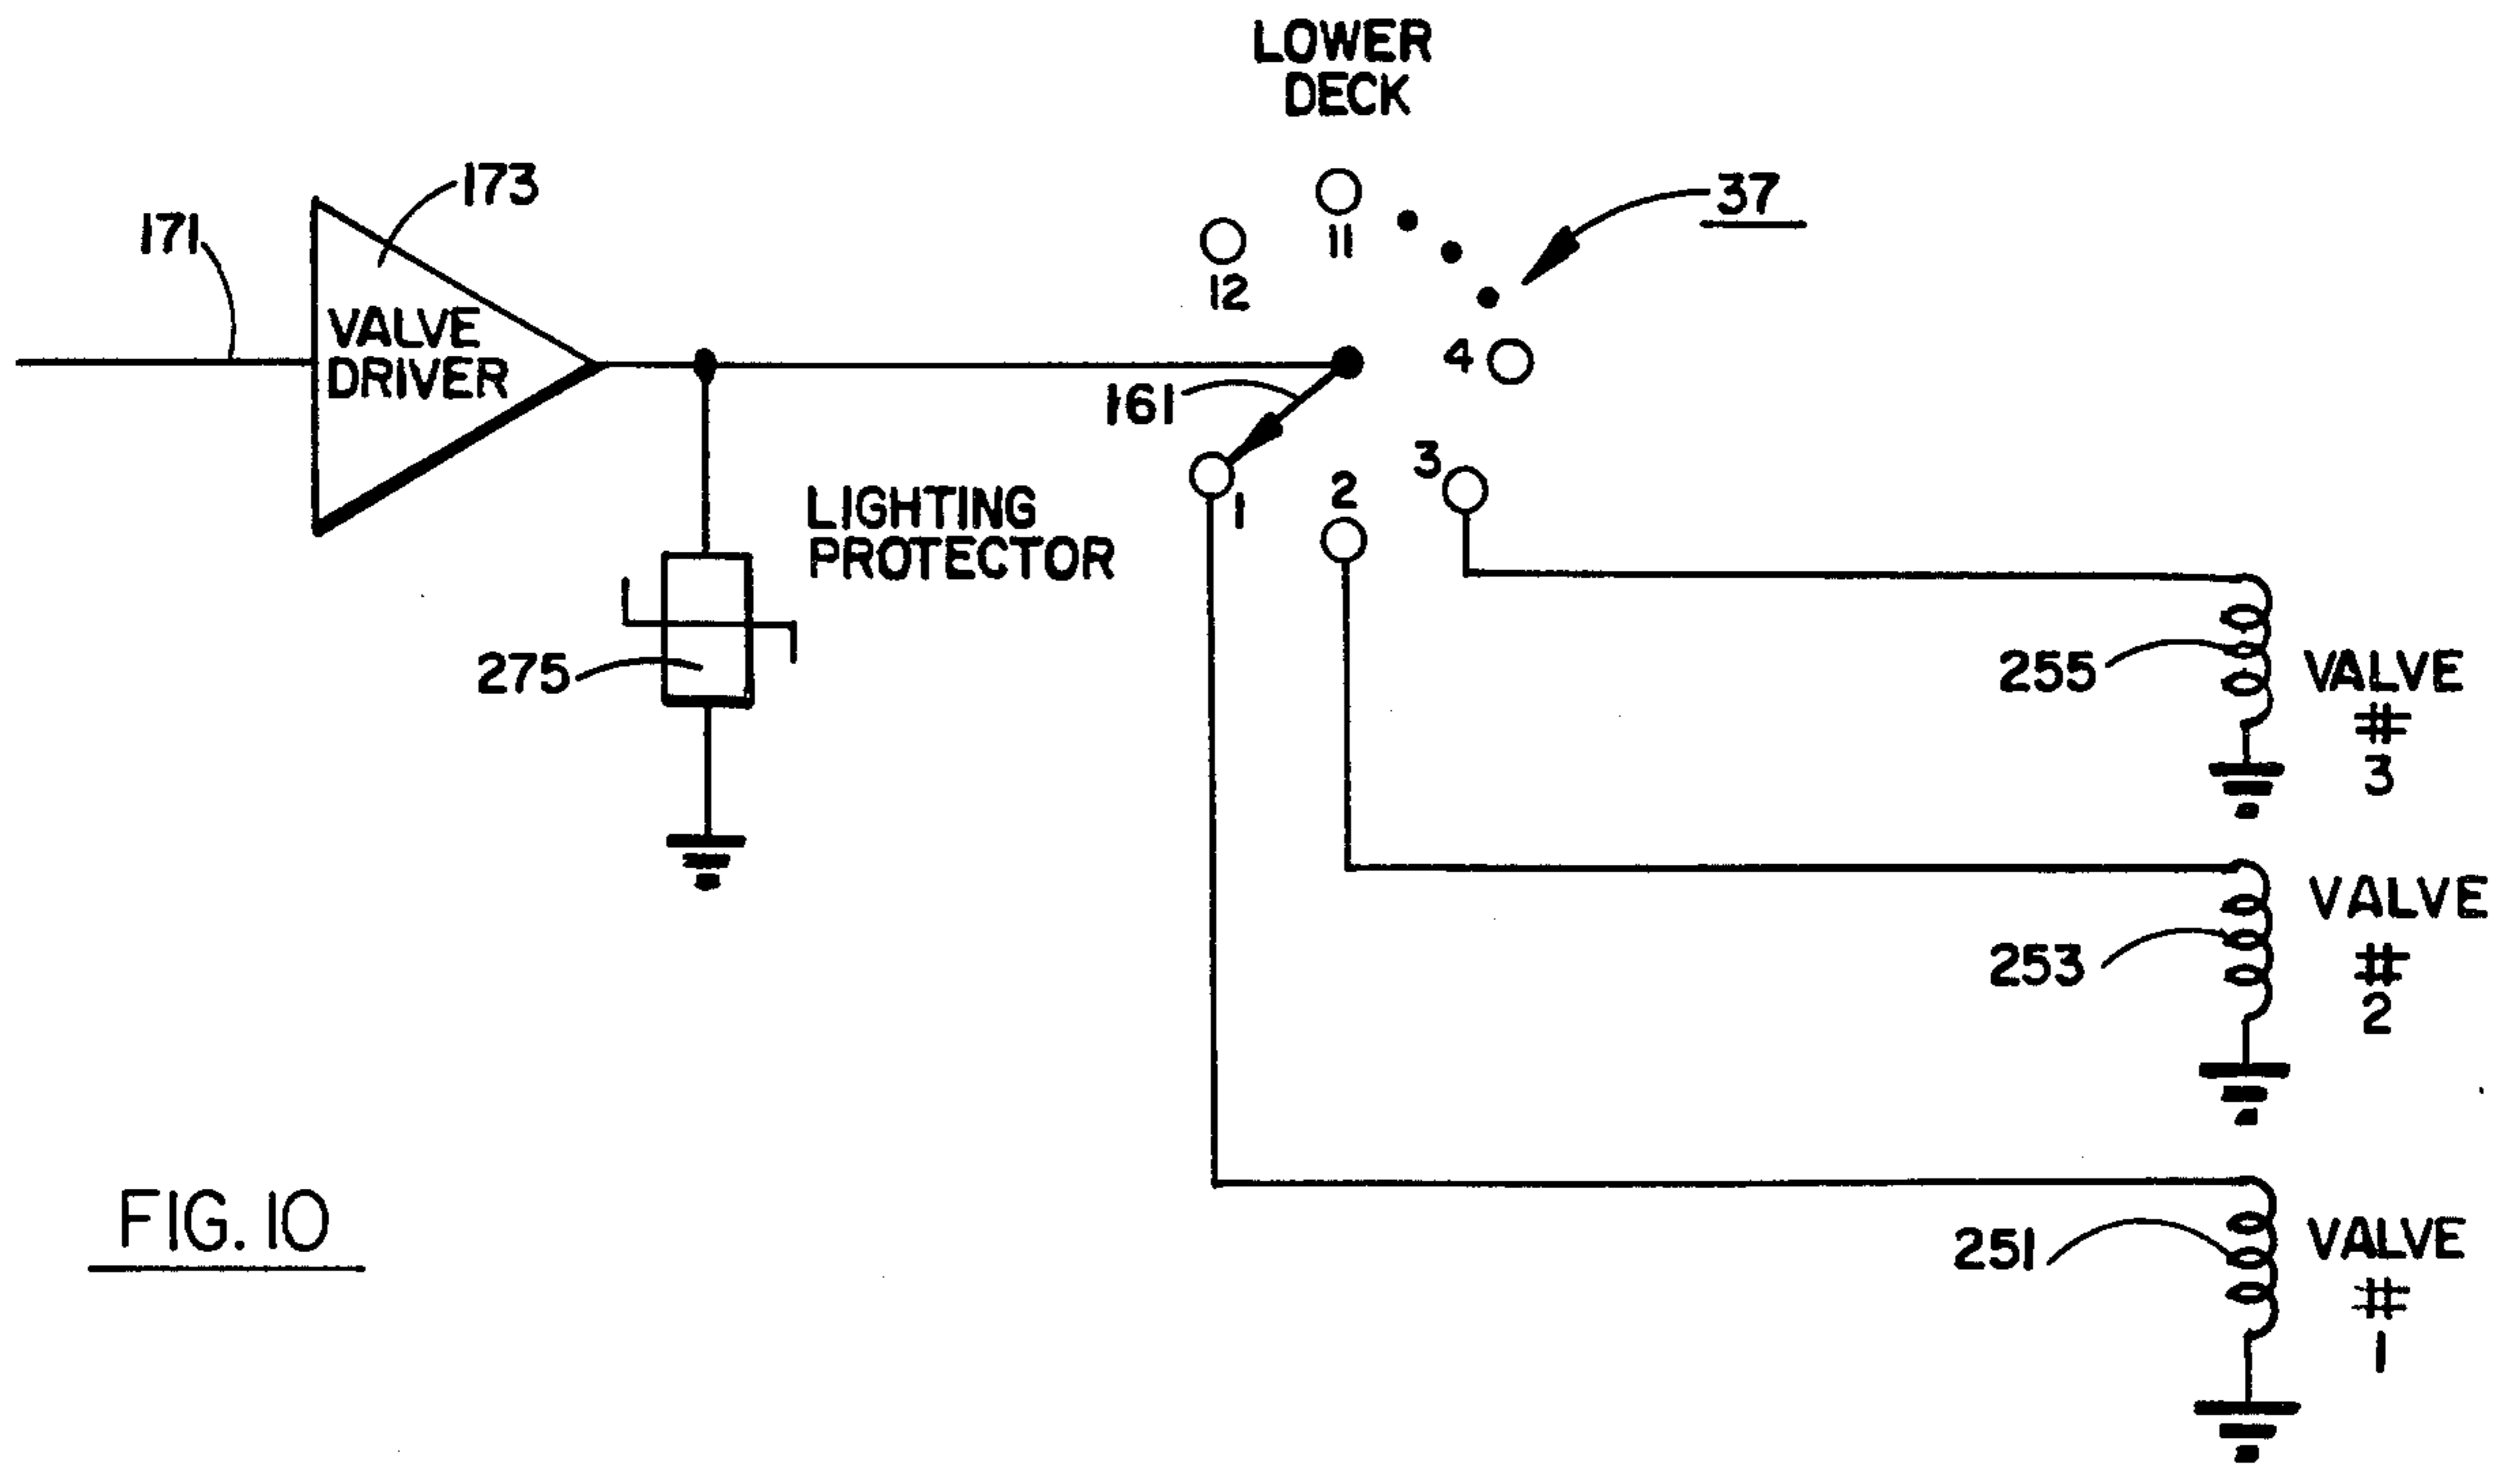 LOWER
DECK
173
171
37
11
12
VALVE
DRIVER
4
161
3
2
1
LIGHTING
PROTECTOR
275
255
VALVE
#
3
VALVE
253
#
2
FIG. 10
251
VALVE
#
1